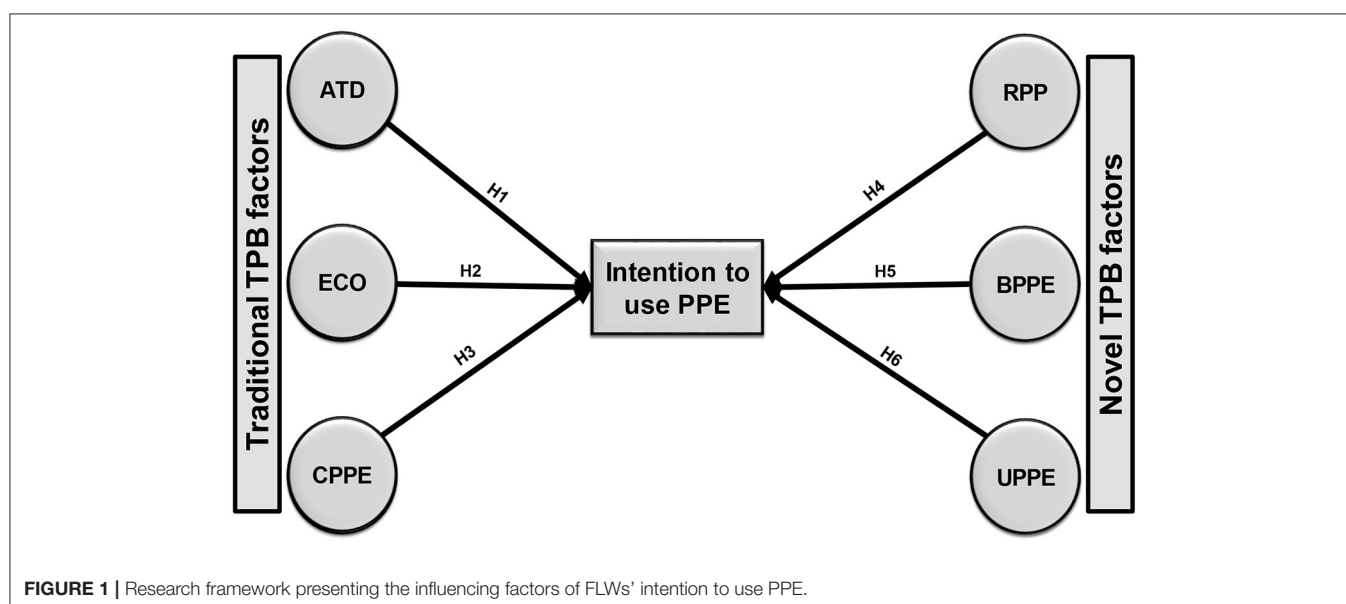 Traditional TPB factors
ATD
ECO
CPPE
H1
H2
H3
Intention to
use PPE
H4
H5
H6
RPP
BPPE
UPPE
Novel TPB factors
FIGURE 1 | Research framework presenting the influencing factors of FLWs’ intention to use PPE.